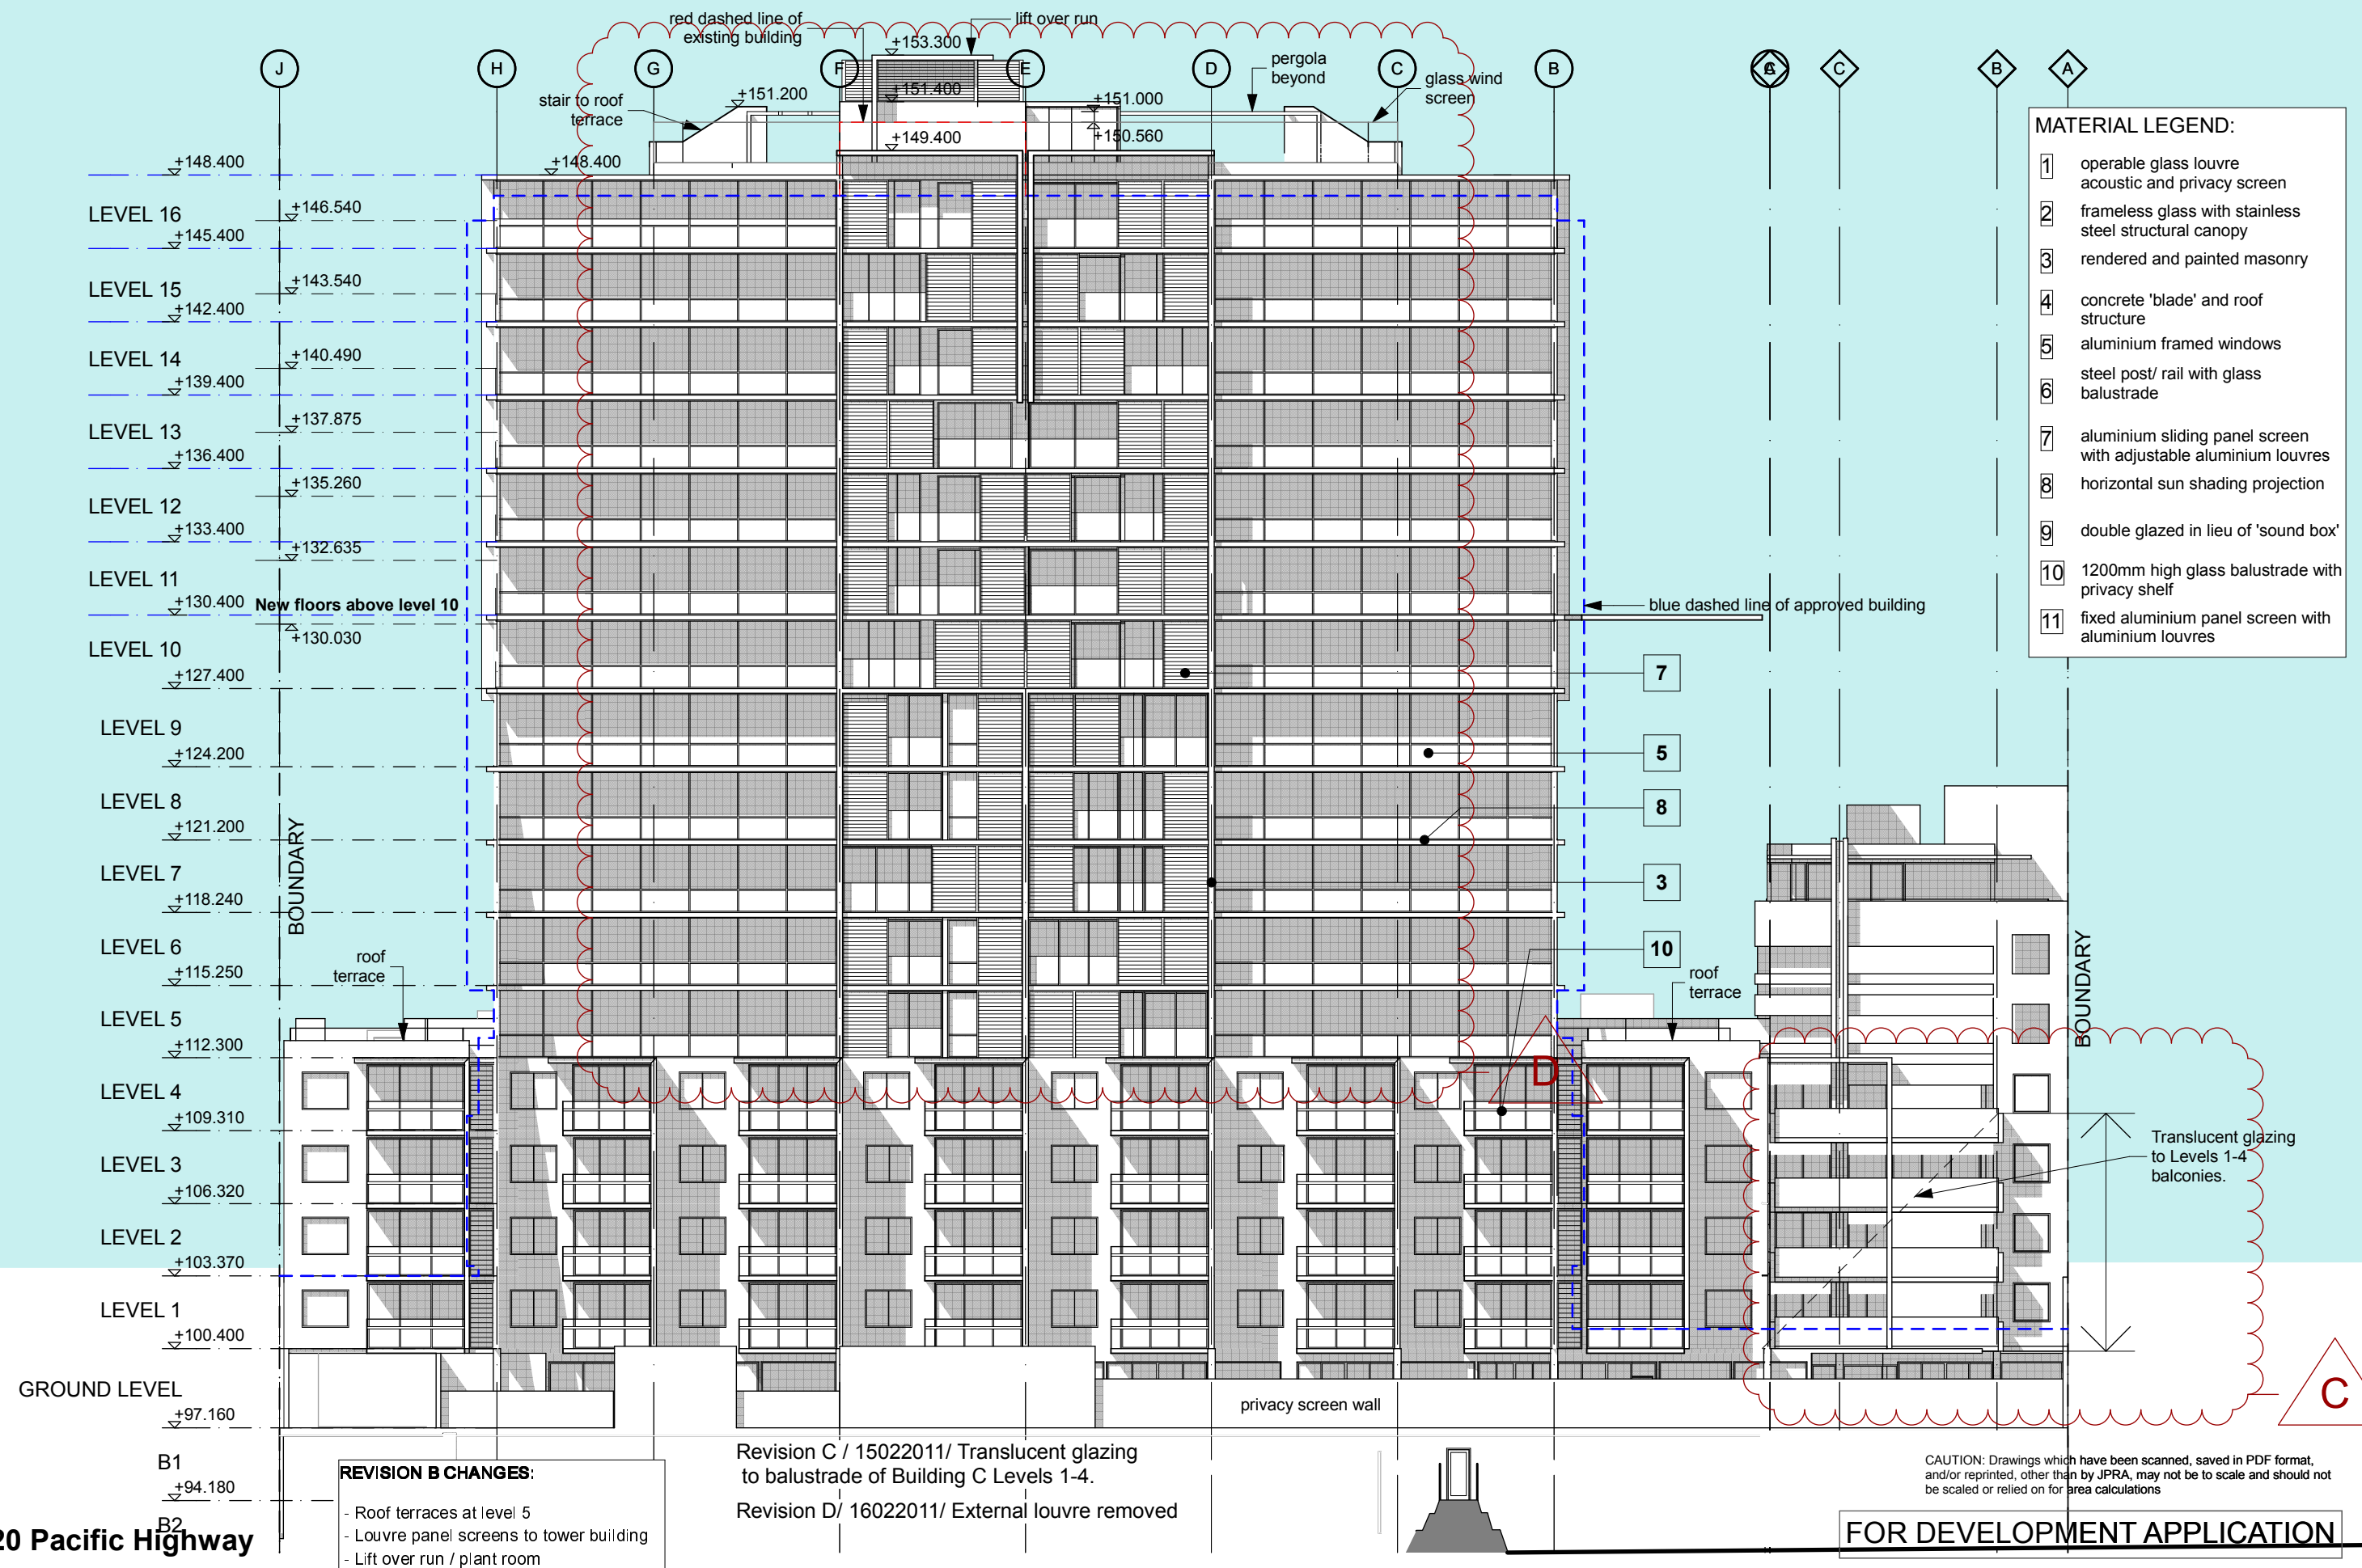 red dashed line of
existing building
lift over run
+153.300
J
H
G
F
E
D
C
B
C
B
A
pergola
beyond
glass wind
screen
stair to roof
terrace
+151.200
+151.400
+151.000
+149.400
+150.560
+148.400
+148.400
LEVEL 16
+146.540
+145.400
LEVEL 15
+143.540
+142.400
LEVEL 14
+140.490
+139.400
LEVEL 13
+137.875
+136.400
LEVEL 12
+135.260
+133.400
+132.635
LEVEL 11
+130.400
New floors above level 10
+130.030
LEVEL 10
+127.400
LEVEL 9
+124.200
LEVEL 8
+121.200
LEVEL 7
+118.240
LEVEL 6
+115.250
LEVEL 5
+112.300
LEVEL 4
+109.310
LEVEL 3
+106.320
LEVEL 2
+103.370
LEVEL 1
+100.400
GROUND LEVEL
+97.160
B1
+94.180
B2
BOUNDARY
roof
terrace
MATERIAL LEGEND:
1 operable glass louvre
acoustic and privacy screen
2 frameless glass with stainless
steel structural canopy
3 rendered and painted masonry
4 concrete 'blade' and roof
structure
5 aluminium framed windows
6 steel post/ rail with glass
balustrade
7 aluminium sliding panel screen
with adjustable aluminium louvres
8 horizontal sun shading projection
9 double glazed in lieu of 'sound box'
10 1200mm high glass balustrade with
privacy shelf
11 fixed aluminium panel screen with
aluminium louvres
blue dashed line of approved building
7
5
8
3
10
roof
terrace
BOUNDARY
D
Translucent glazing
to Levels 1-4
balconies.
C
privacy screen wall
20 Pacific Highway
REVISION B CHANGES:
- Roof terraces at level 5
- Louvre panel screens to tower building
- Lift over run / plant room
Revision C / 15022011/ Translucent glazing
to balustrade of Building C Levels 1-4.
Revision D/ 16022011/ External louvre removed
CAUTION: Drawings which have been scanned, saved in PDF format,
and/or reprinted, other than by JPRA, may not be to scale and should not
be scaled or relied on for area calculations
FOR DEVELOPMENT APPLICATION